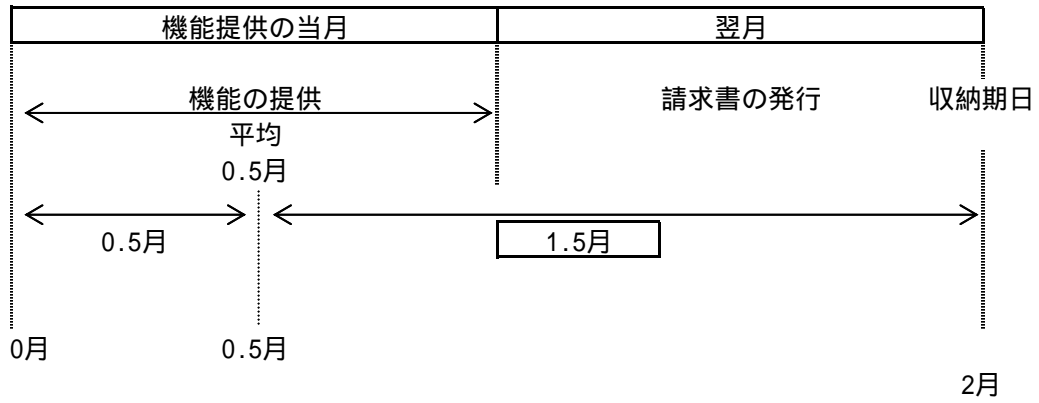 機能提供の当月 翌月
機能の提供 請求書の発行 収納期日
平均
0.5月
0.5月 1.5月
0月 0.5月
2月